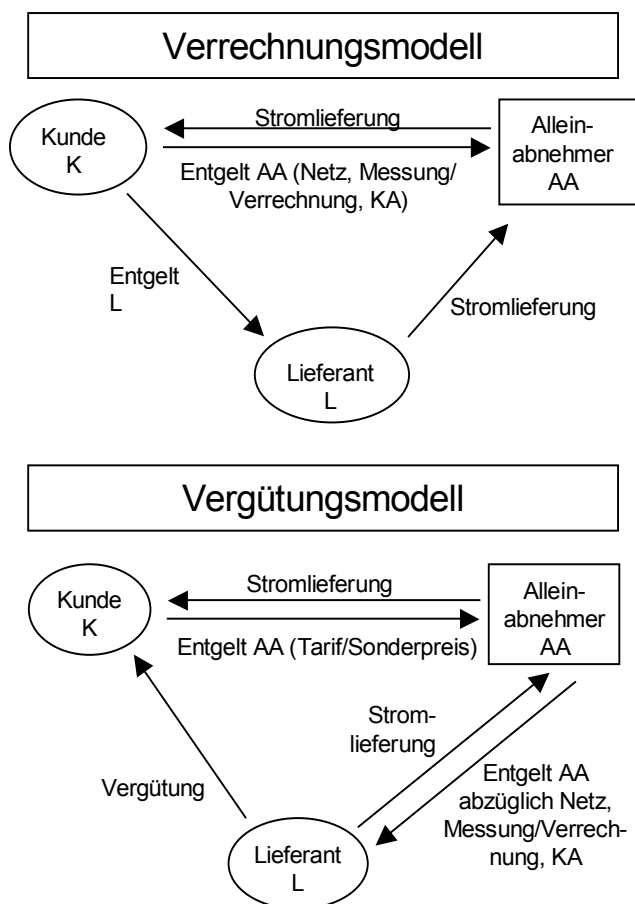 Verrechnungsmodell
Kunde
K
Stromlieferung
Entgelt AA (Netz, Messung/
Verrechnung, KA)
Allein-
abnehmer
AA
Entgelt
L
Stromlieferung
Lieferant
L
Vergütungsmodell
Kunde
K
Stromlieferung
Entgelt AA (Tarif/Sonderpreis)
Allein-
abnehmer
AA
Strom-
lieferung
Vergütung
Entgelt AA
abzüglich Netz,
Messung/Verrech-
nung, KA
Lieferant
L